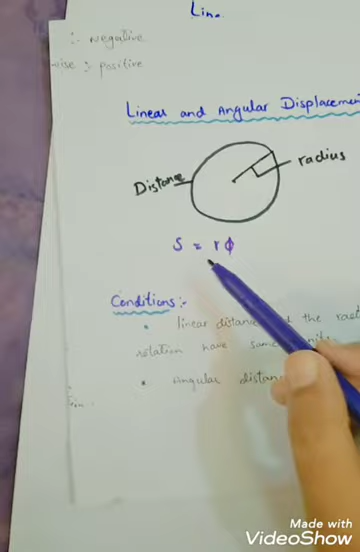 Lin
:- negative
wise : positive
Linear and Angular Displacemen
Distance
radius
S = rϕ
Conditions :-
linear distance the
rotation have same
Angular distan
Made with
VideoShow